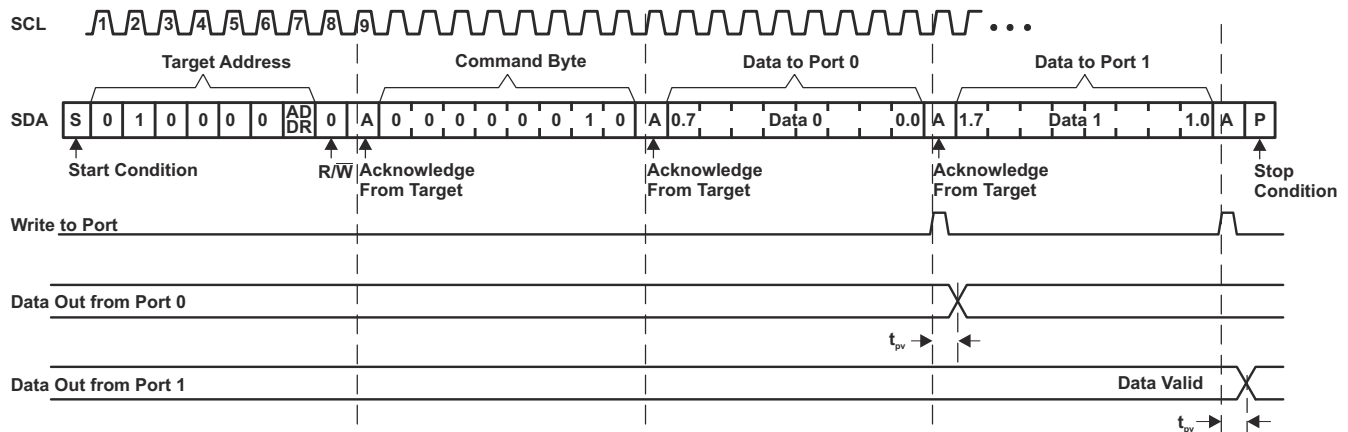 SCL 1 2 3 4 5 6 7 8 9
Target Address Command Byte Data to Port 0 Data to Port 1
SDA S 0 1 0 0 0 0 AD DR 0 A 0 0 0 0 0 0 1 0 A 0.7 Data 0 0.0 A 1.7 Data 1 1.0 A P
Start Condition R/W Acknowledge From Target Acknowledge From Target Acknowledge From Target Stop Condition
Write to Port
Data Out from Port 0
tpv
Data Out from Port 1 Data Valid
tpv